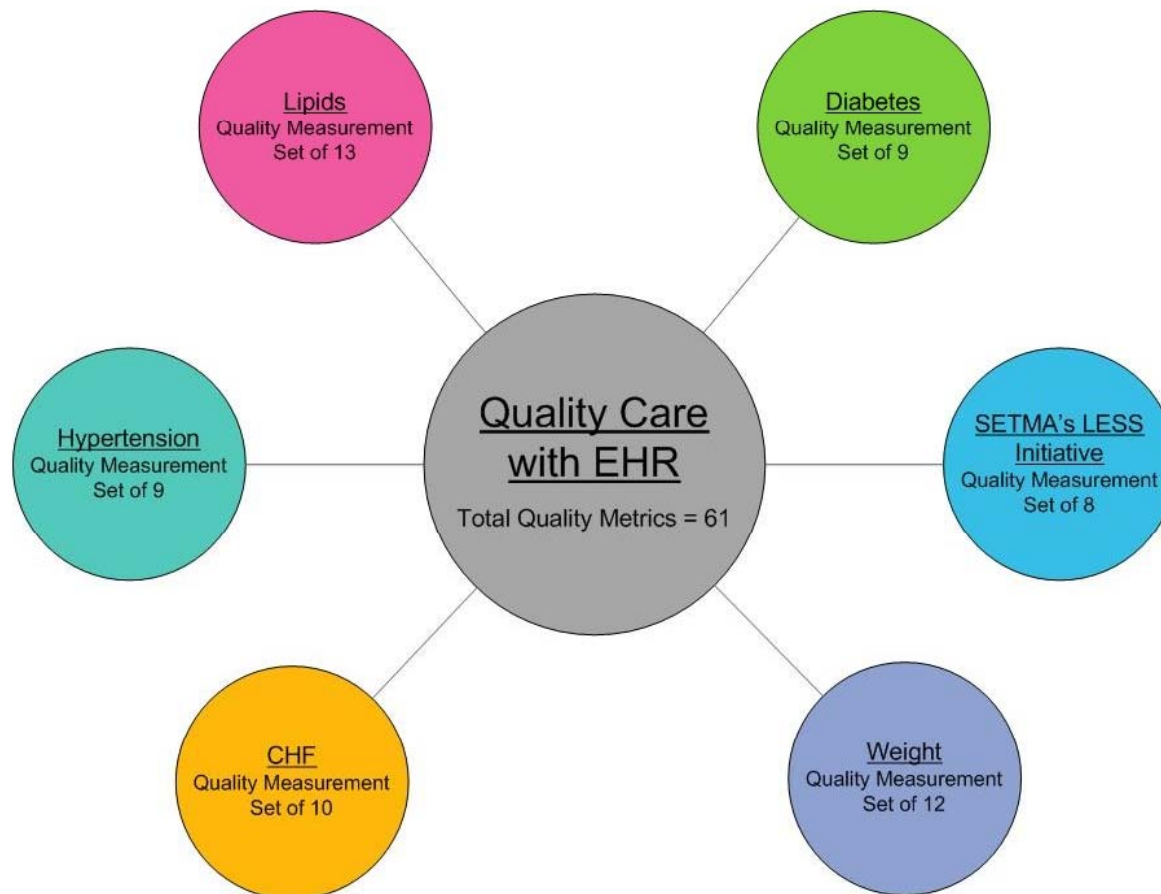 Lipids
Quality Measurement
Set of 13
Diabetes
Quality Measurement
Set of 9
Hypertension
Quality Measurement
Set of 9
Quality Care
with EHR
Total Quality Metrics = 61
SETMA's LESS
Initiative
Quality Measurement
Set of 8
CHF
Quality Measurement
Set of 10
Weight
Quality Measurement
Set of 12